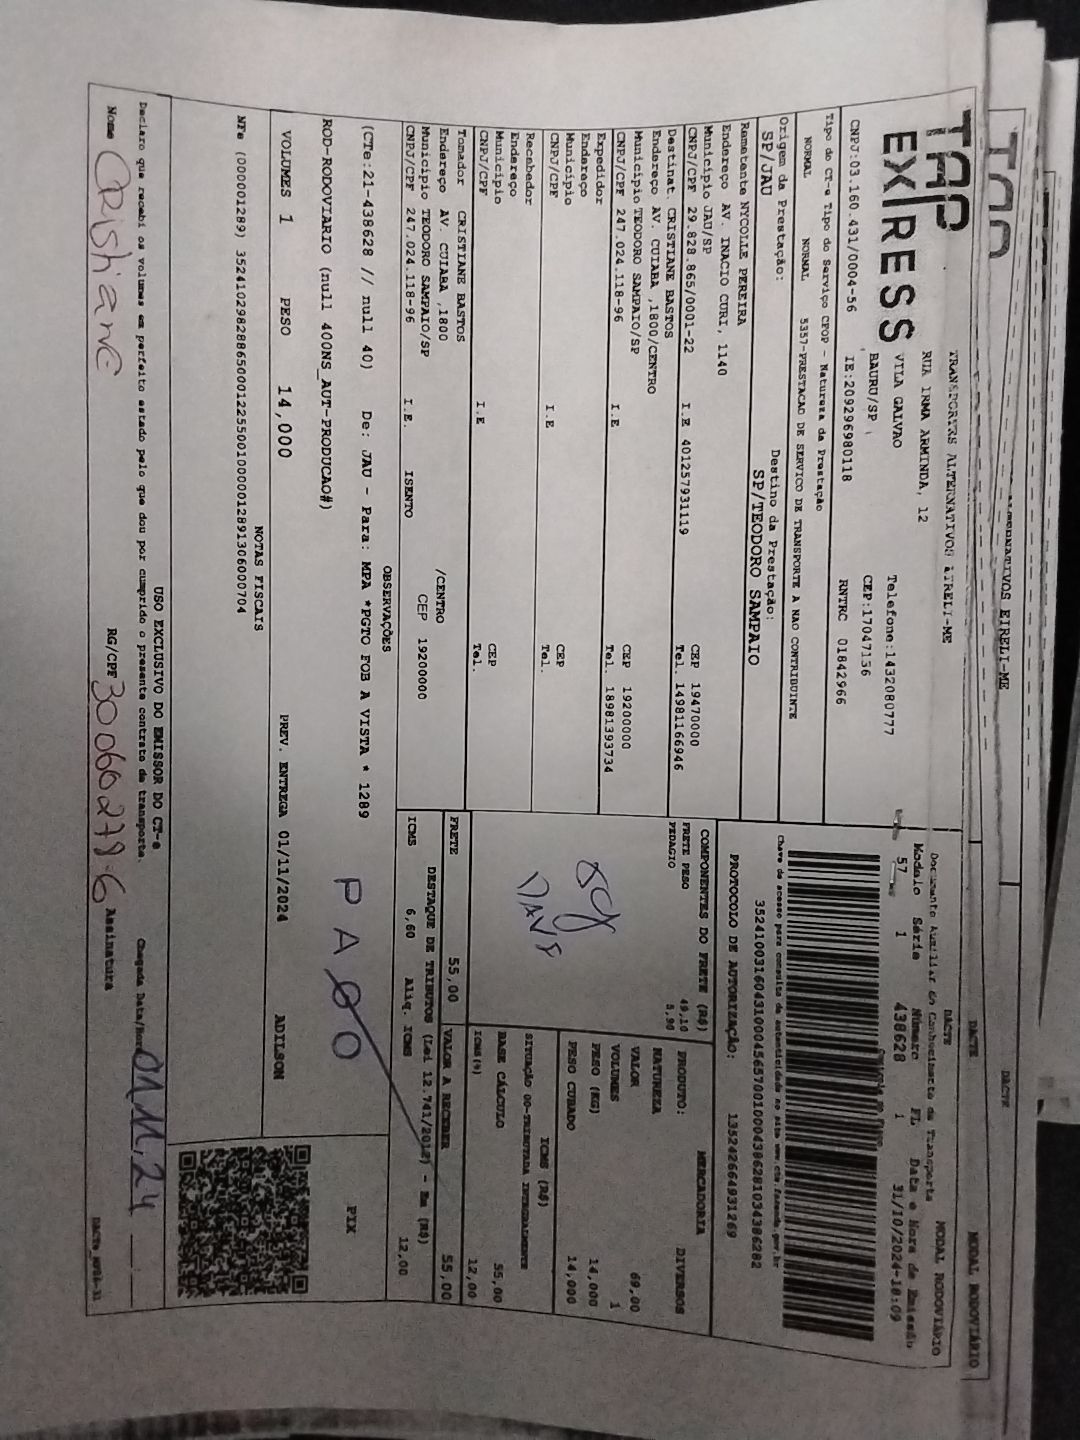 TAP
EXPRESS
TRANSPORTES ALTERNATIVOS EIRELI-ME
RUA IRMA ARMINDA, 12
VILA GALVAO
BAURU/SP
Telefone:1432080777
CEP:17047156
CNPJ:03.160.431/0004-56 IE:209296980118 RNTRC 01842966
DACTE MODAL RODOVIÁRIO
Documento Auxiliar do Conhecimento de Transporte
Modelo Série Número FL Data e Hora de Emissão
57 1 438628 1 31/10/2024-18:09
Tipo do CT-e Tipo do Serviço CFOP - Natureza da Prestação
NORMAL NORMAL 5357-PRESTACAO DE SERVICO DE TRANSPORTE A NAO CONTRIBUINTE
Origem da Prestação: Destino da Prestação:
SP/JAU SP/TEODORO SAMPAIO
Chave de acesso para consulta de autenticidade no site www.cte.fazenda.gov.br
PROTOCOLO DE AUTORIZAÇÃO: 135242664931269
Remetente NYCOLLE PEREIRA
Endereço AV. INACIO CURI, 1140
Município JAU/SP CEP 19470000
CNPJ/CPF 29.828.865/0001-22 I.E 401257931119 Tel. 14981166946
Destinat. CRISTIANE BASTOS
Endereço AV. CUIABA ,1800/CENTRO
Município TEODORO SAMPAIO/SP CEP 19200000
CNPJ/CPF 247.024.118-96 I.E Tel. 18981393734
Expedidor
Endereço
Município CEP
CNPJ/CPF I.E Tel.
Recebedor
Endereço
Município CEP
CNPJ/CPF I.E Tel.
Tomador CRISTIANE BASTOS
Endereço AV. CUIABA ,1800 /CENTRO
Município TEODORO SAMPAIO/SP CEP 19200000
CNPJ/CPF 247.024.118-96 I.E. ISENTO
COMPONENTES DO FRETE (R$)
FRETE PESO 49,10
PEDAGIO 5,90
DAVI
PRODUTO: MERCADORIA DIVERSOS
NATUREZA
VALOR 69,00
VOLUMES 1
PESO (KG) 14,000
PESO CUBADO 14,000
ICMS (R$)
SITUAÇÃO 00-TRIBUTADA INTEGRALMENTE
BASE CÁLCULO 55,00
ICMS(%) 12,00
FRETE 55,00 VALOR A RECEBER 55,00
DESTAQUE DE TRIBUTOS (Lei 12.741/2012) - Em (R$)
ICMS 6,60 Aliq. ICMS 12,00
OBSERVAÇÕES
(CTe:21-438628 // null 40) De: JAU - Para: MPA *PGTO FOB A VISTA * 1289
ROD-RODOVIARIO (null 400NS_AUT-PRODUCAO#)
PAGO
PIX
VOLUMES 1 PESO 14,000 PREV. ENTREGA 01/11/2024 ADILSON
NOTAS FISCAIS
USO EXCLUSIVO DO EMISSOR DO CT-e
Declaro que recebi os volumes em perfeito estado pelo que dou por cumprido o presente contrato de transporte. Chegada Data/Hora 01.11.24
Nome Cristiane RG/CPF 30060278-6 Assinatura